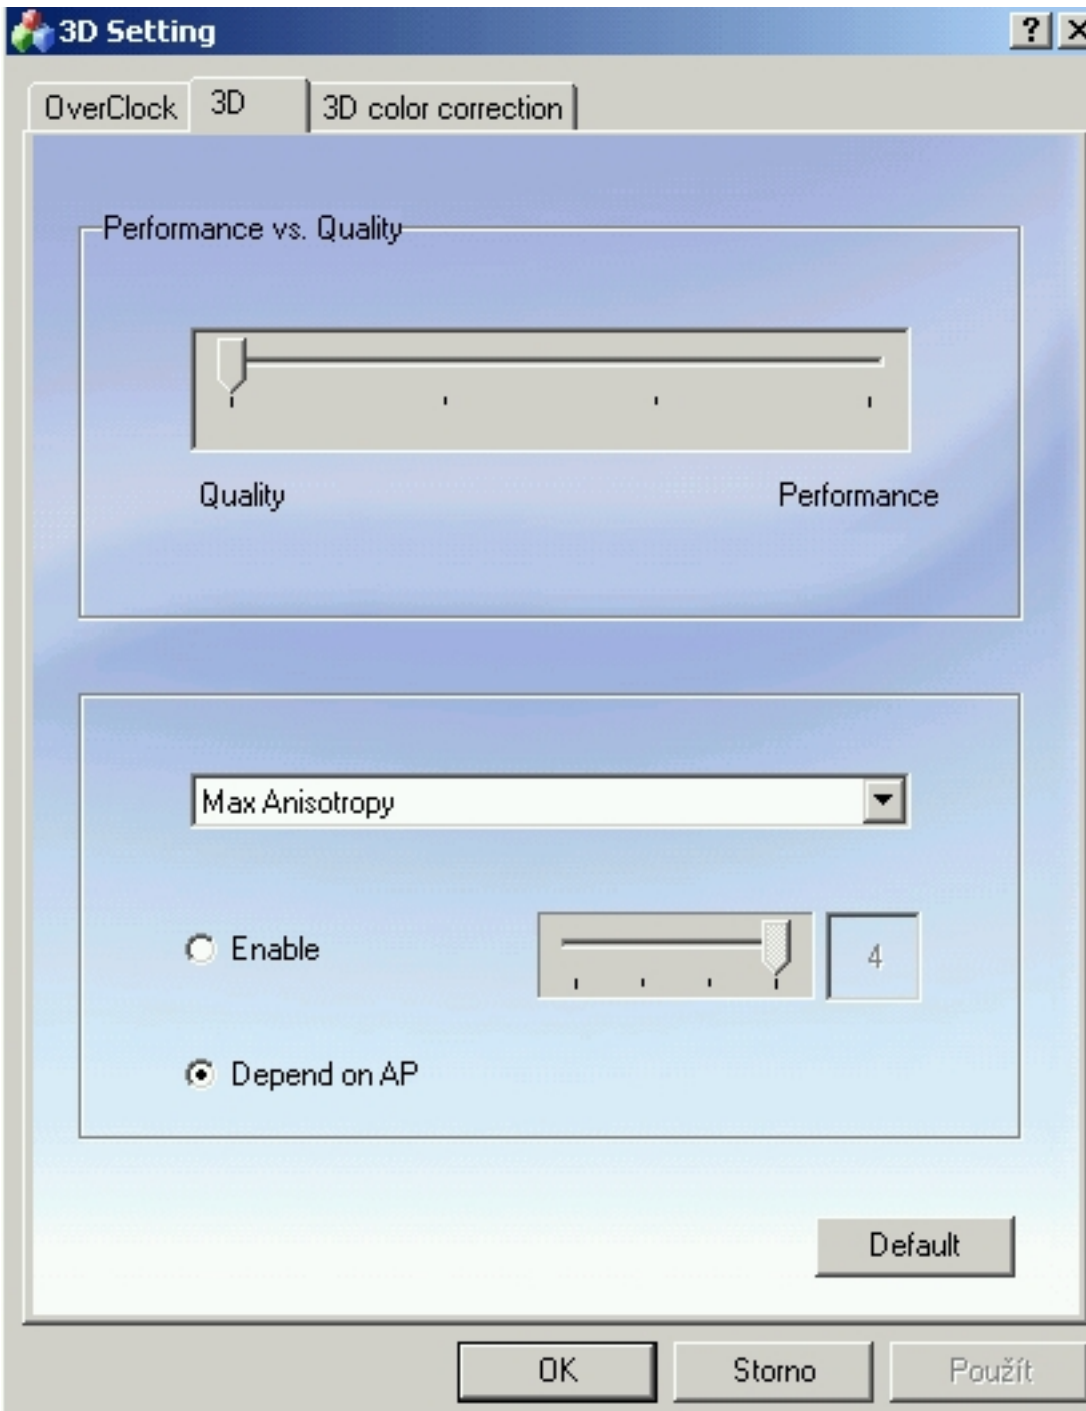 3D Setting
OverClock 3D 3D color correction
Performance vs. Quality
Quality Performance
Max Anisotropy
Enable 4
Depend on AP
Default
OK Storno Použít